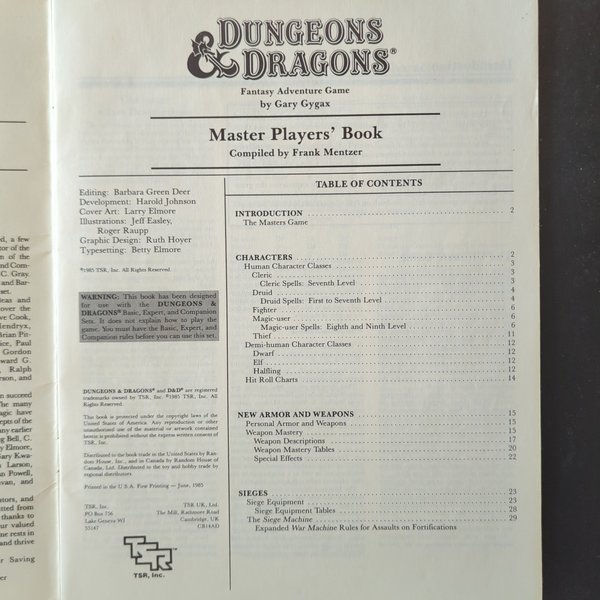 DUNGEONS
& DRAGONS®
Fantasy Adventure Game
by Gary Gygax
Master Players' Book
Compiled by Frank Mentzer
Editing: Barbara Green Deer
Development: Harold Johnson
Cover Art: Larry Elmore
Illustrations: Jeff Easley,
Roger Raupp
Graphic Design: Ruth Hoyer
Typesetting: Betty Elmore
©1985 TSR, Inc. All Rights Reserved.
WARNING: This book has been designed
for use with the DUNGEONS &
DRAGONS® Basic, Expert, and Companion
Sets. It does not explain how to play the
game. You must have the Basic, Expert, and
Companion rules before you can use this set.
DUNGEONS & DRAGONS® and D&D® are registered
trademarks owned by TSR, Inc. ©1985 TSR, Inc. All
Rights Reserved.
This book is protected under the copyright laws of the
United States of America. Any reproduction or other
unauthorized use of the material or artwork contained
herein is prohibited without the express written consent of
TSR, Inc.
Distributed to the book trade in the United States by Ran-
dom House, Inc., and in Canada by Random House of
Canada, Ltd. Distributed to the toy and hobby trade by
regional distributors.
Printed in the U.S.A. First Printing — June, 1985
TSR, Inc.
PO Box 756
Lake Geneva WI
53147
TSR UK, Ltd.
The Mill, Rathmore Road
Cambridge, UK
CB14AD
TSR™
TSR, Inc.
TABLE OF CONTENTS
INTRODUCTION 2
The Masters Game
CHARACTERS 2
Human Character Classes 3
Cleric 3
Cleric Spells: Seventh Level 3
Druid 4
Druid Spells: First to Seventh Level 4
Fighter 6
Magic-user 6
Magic-user Spells: Eighth and Ninth Level 6
Thief 11
Demi-human Character Classes 12
Dwarf 12
Elf 12
Halfling 12
Hit Roll Charts 14
NEW ARMOR AND WEAPONS 15
Personal Armor and Weapons 15
Weapon Mastery 15
Weapon Descriptions 17
Weapon Mastery Tables 20
Special Effects 22
SIEGES 23
Siege Equipment 23
Siege Equipment Tables 28
The Siege Machine 29
Expanded War Machine Rules for Assaults on Fortifications